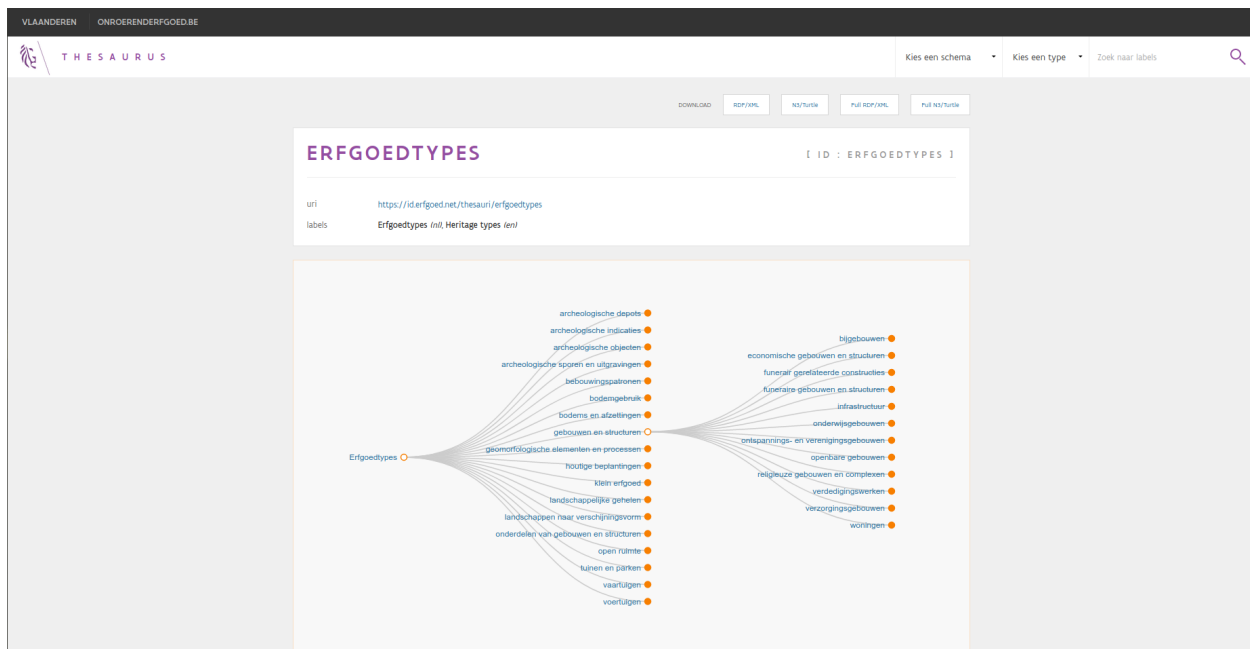 VLAANDEREN ONROERENDERFGOED.BE
THESAURUS Kies een schema Kies een type Zoek naar labels
DOWNLOAD RDF/XML N3/Turtle Full RDF/XML Full N3/Turtle
ERFGOEDTYPES [ ID : ERFGOEDTYPES ]
uri https://id.erfgoed.net/thesauri/erfgoedtypes
labels Erfgoedtypes (nl), Heritage types (en)
Erfgoedtypes
archeologische depots
archeologische indicaties
archeologische objecten
archeologische sporen en uitgravingen
bebouwingspatronen
bodemgebruik
bodems en afzettingen
gebouwen en structuren
geomorfologische elementen en processen
houtige beplantingen
klein erfgoed
landschappelijke gehelen
landschappen naar verschijningsvorm
onderdelen van gebouwen en structuren
open ruimte
tuinen en parken
vaartuigen
voertuigen
bijgebouwen
economische gebouwen en structuren
funerair gerelateerde constructies
funeraire gebouwen en structuren
infrastructuur
onderwijsgebouwen
ontspannings- en verenigingsgebouwen
openbare gebouwen
religieuze gebouwen en complexen
verdedigingswerken
verzorgingsgebouwen
woningen